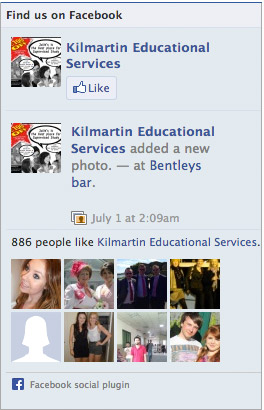 Find us on Facebook
Kilmartin Educational
Services
Like
Kilmartin Educational
Services added a new
photo. — at Bentleys
bar.
July 1 at 2:09am
886 people like Kilmartin Educational Services.
Facebook social plugin